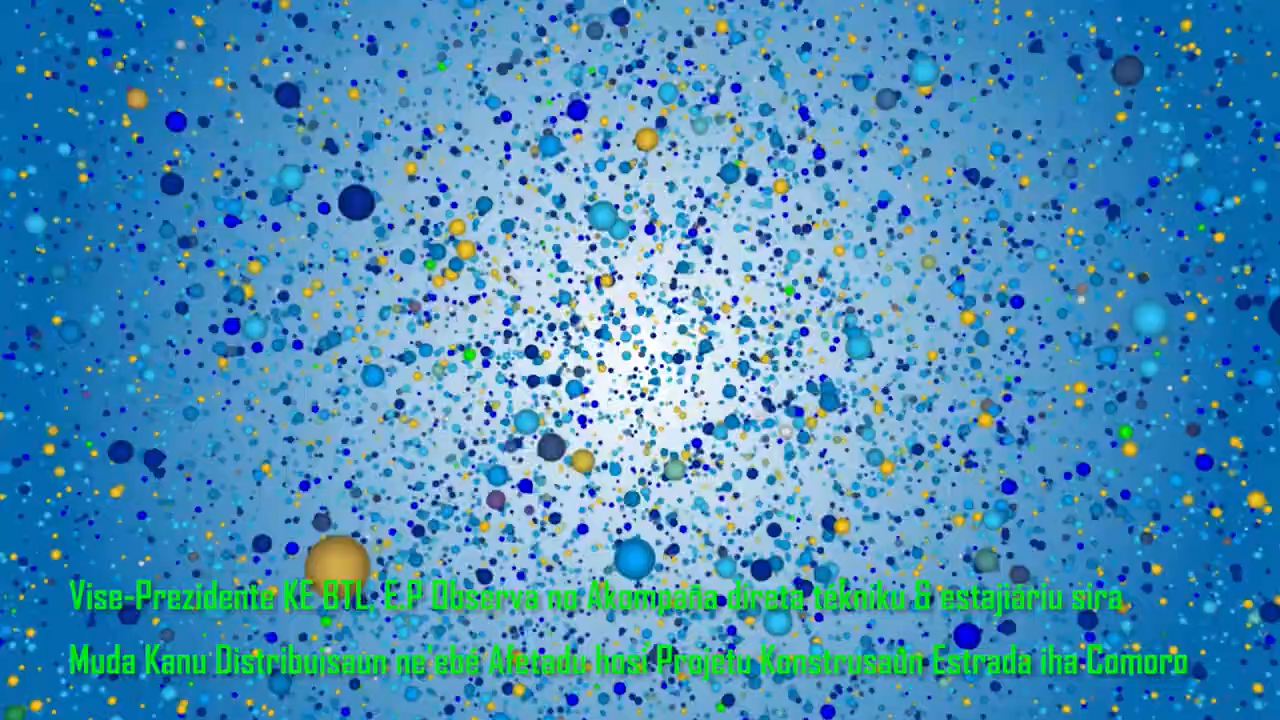 Vise-Prezidente KE BTL, E.P Observa no Akompaña direta tékniku & estajiáriu sira
Muda Kanu Distribuisaun ne'ebé Afetadu hosi Projetu Konstrusaun Estrada iha Comoro